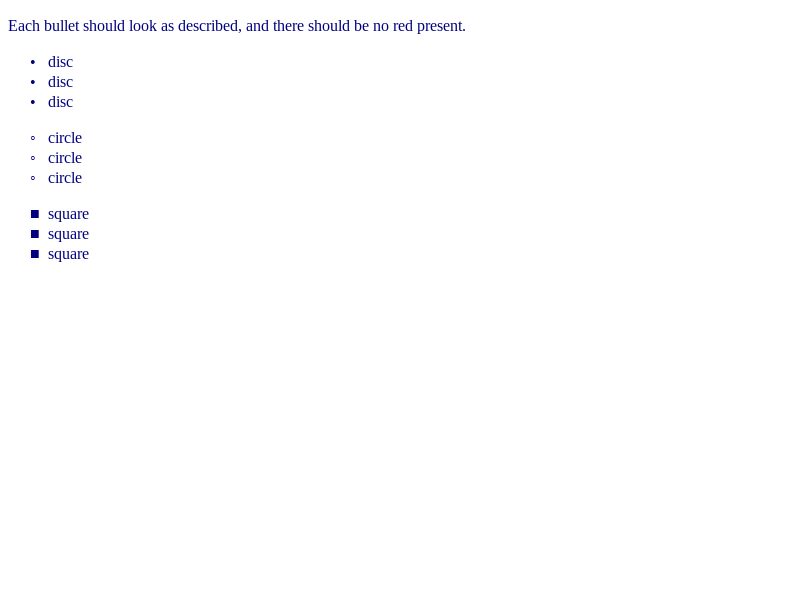 Each bullet should look as described, and there should be no red present.
• disc
• disc
• disc
◦ circle
◦ circle
◦ circle
■ square
■ square
■ square